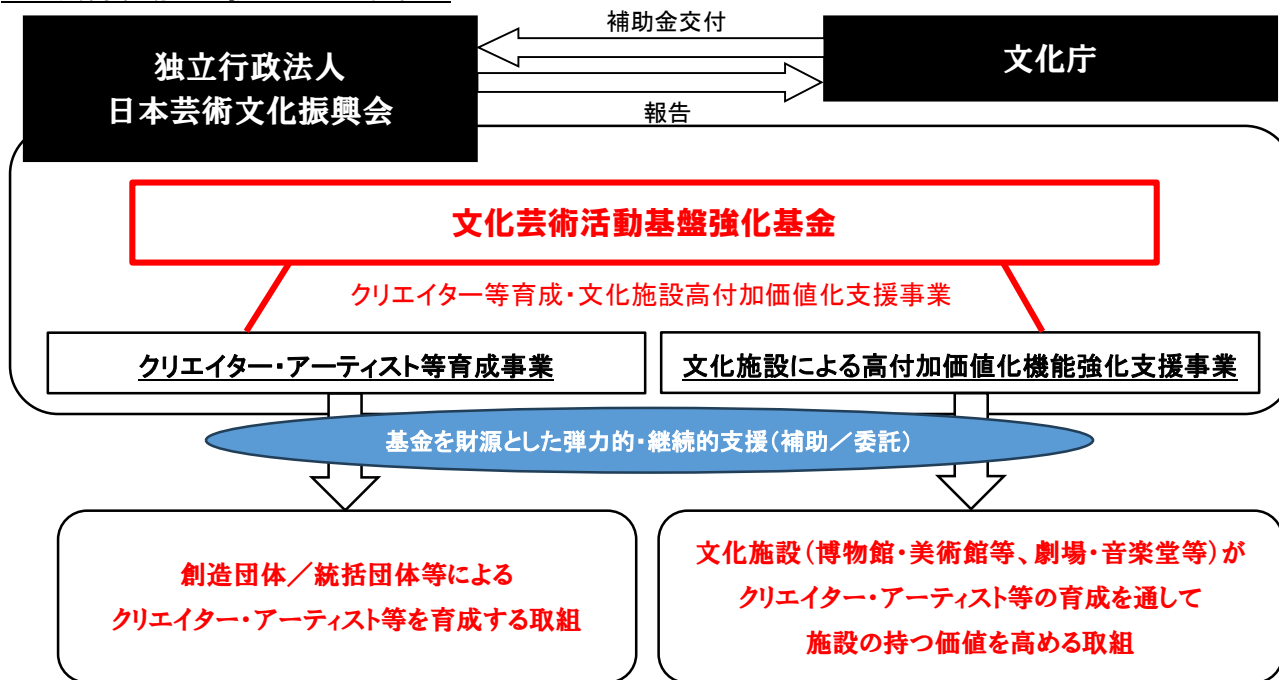 補助金交付
独立行政法人
日本芸術文化振興会
文化庁
報告
文化芸術活動基盤強化基金
クリエイター等育成・文化施設高付加価値化支援事業
クリエイター・アーティスト等育成事業
文化施設による高付加価値化機能強化支援事業
基金を財源とした弾力的・継続的支援(補助/委託)
創造団体/統括団体等による
クリエイター・アーティスト等を育成する取組
文化施設(博物館・美術館等、劇場・音楽堂等)が
クリエイター・アーティスト等の育成を通して
施設の持つ価値を高める取組